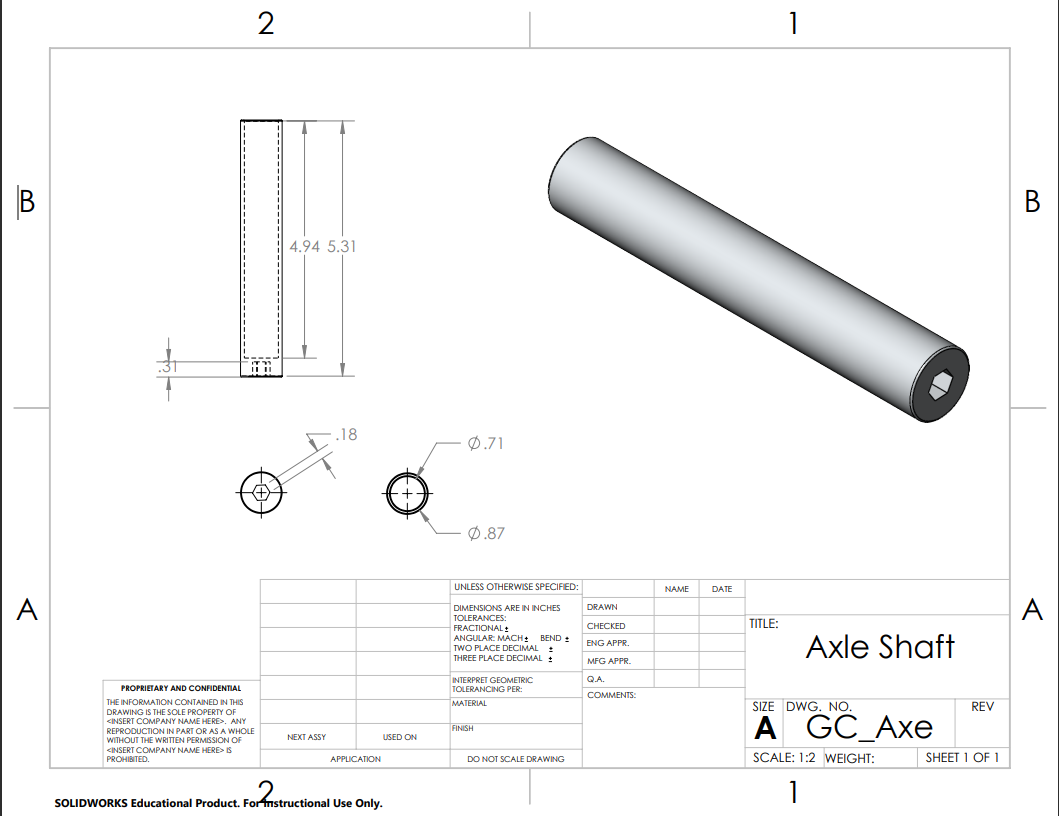 2
1
B
B
4.94
5.31
.31
.18
Ø.71
Ø.87
A
A
UNLESS OTHERWISE SPECIFIED:
DIMENSIONS ARE IN INCHES
TOLERANCES:
FRACTIONAL±
ANGULAR: MACH± BEND ±
TWO PLACE DECIMAL ±
THREE PLACE DECIMAL ±
INTERPRET GEOMETRIC
TOLERANCING PER:
MATERIAL
FINISH
DO NOT SCALE DRAWING
NAME
DATE
DRAWN
CHECKED
ENG APPR.
MFG APPR.
Q.A.
COMMENTS:
TITLE:
Axle Shaft
SIZE
A
DWG. NO.
GC_Axe
REV
SCALE: 1:2
WEIGHT:
SHEET 1 OF 1
PROPRIETARY AND CONFIDENTIAL
THE INFORMATION CONTAINED IN THIS
DRAWING IS THE SOLE PROPERTY OF
<INSERT COMPANY NAME HERE>. ANY
REPRODUCTION IN PART OR AS A WHOLE
WITHOUT THE WRITTEN PERMISSION OF
<INSERT COMPANY NAME HERE> IS
PROHIBITED.
NEXT ASSY
USED ON
APPLICATION
2
1
SOLIDWORKS Educational Product. For Instructional Use Only.